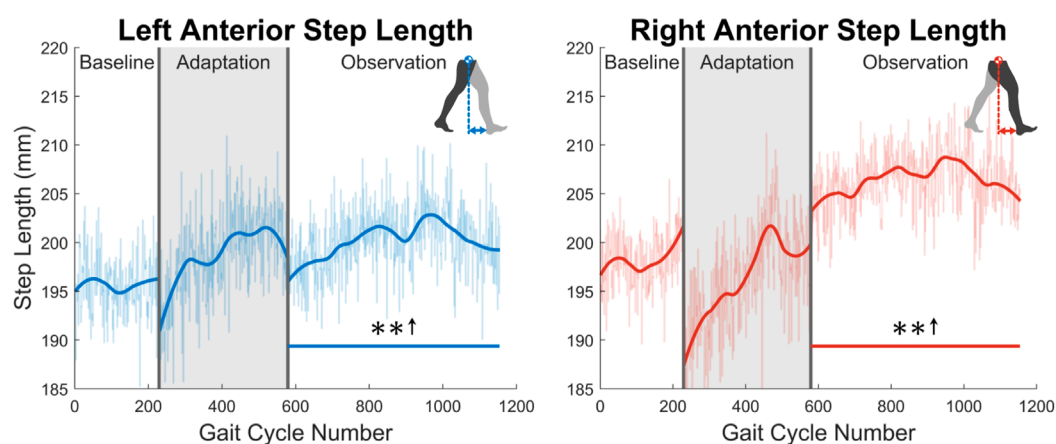 Left Anterior Step Length
Baseline Adaptation Observation
Step Length (mm)
220
215
210
205
200
195
190
185
**↑
0 200 400 600 800 1000 1200
Gait Cycle Number
Right Anterior Step Length
Baseline Adaptation Observation
220
215
210
205
200
195
190
185
**↑
0 200 400 600 800 1000 1200
Gait Cycle Number